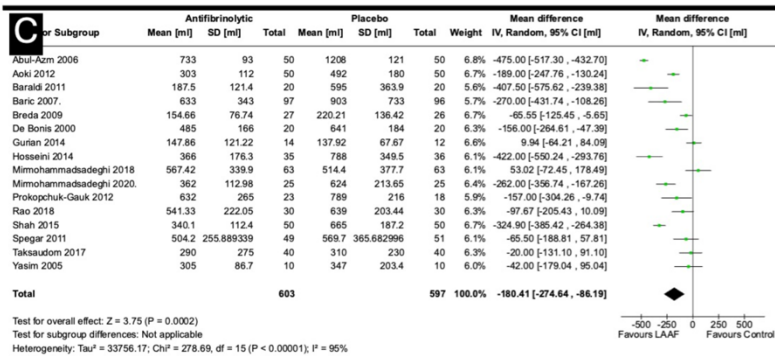 C
Antifibrinolytic Placebo Mean difference Mean difference
or Subgroup Mean [ml] SD [ml] Total Mean [ml] SD [ml] Total Weight IV, Random, 95% CI [ml] IV, Random, 95% CI [ml]
Abul-Azm 2006 733 93 50 1208 121 50 6.8% -475.00 [-517.30, -432.70]
Aoki 2012 303 112 50 492 180 50 6.7% -189.00 [-247.76, -130.24]
Baraldi 2011 187.5 121.4 20 595 363.9 20 5.4% -407.50 [-575.62, -239.38]
Baric 2007. 633 343 97 903 733 96 5.5% -270.00 [-431.74, -108.26]
Breda 2009 154.66 76.74 27 220.21 136.42 26 6.7% -65.55 [-125.45, -5.65]
De Bonis 2000 485 166 20 641 184 20 6.3% -156.00 [-264.61, -47.39]
Gurian 2014 147.86 121.22 14 137.92 67.67 12 6.6% 9.94 [-64.21, 84.09]
Hosseini 2014 366 176.3 35 788 349.5 36 6.0% -422.00 [-550.24, -293.76]
Mirmohammadsadeghi 2018 567.42 339.9 63 514.4 377.7 63 6.1% 53.02 [-72.45, 178.49]
Mirmohammadsadeghi 2020. 362 112.98 25 624 213.65 25 6.4% -262.00 [-356.74, -167.26]
Prokopchuk-Gauk 2012 632 265 23 789 216 18 5.7% -157.00 [-304.26, -9.74]
Rao 2018 541.33 222.05 30 639 203.44 30 6.3% -97.67 [-205.43, 10.09]
Shah 2015 340.1 112.4 50 665 187.2 50 6.7% -324.90 [-385.42, -264.38]
Spegar 2011 504.2 255.889339 49 569.7 365.682996 51 6.1% -65.50 [-188.81, 57.81]
Taksaudom 2017 290 275 40 310 230 40 6.2% -20.00 [-131.10, 91.10]
Yasim 2005 305 86.7 10 347 203.4 10 5.9% -42.00 [-179.04, 95.04]
Total 603 597 100.0% -180.41 [-274.64, -86.19]
Test for overall effect: Z = 3.75 (P = 0.0002)
-500 -250 0 250 500
Test for subgroup differences: Not applicable
Favours LAAF Favours Control
Heterogeneity: Tau² = 33756.17; Chi² = 278.69, df = 15 (P < 0.00001); I² = 95%